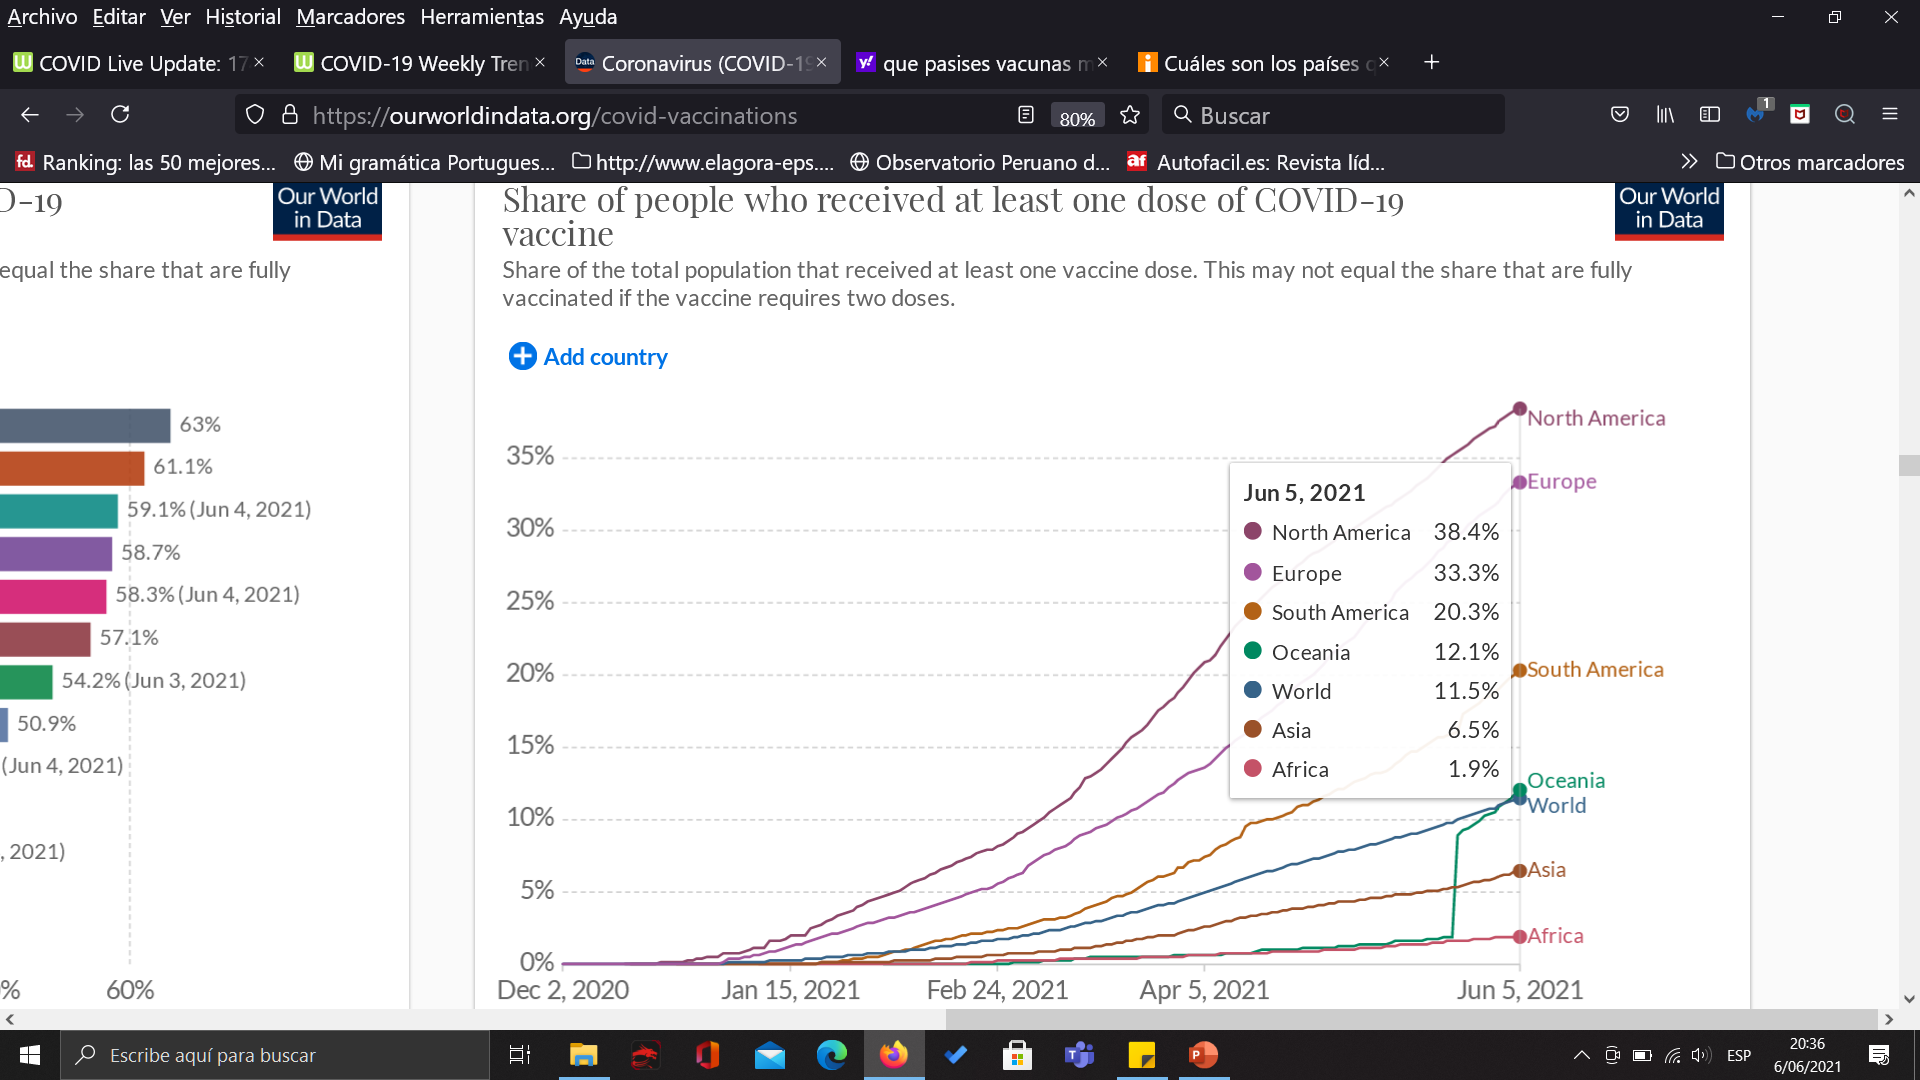 Archivo Editar Ver Historial Marcadores Herramientas Ayuda
COVID Live Update: 17
COVID-19 Weekly Tren
Data Coronavirus (COVID-19
y! que pasises vacunas m
Cuáles son los países q
https://ourworldindata.org/covid-vaccinations
80%
Buscar
1
fd. Ranking: las 50 mejores...
Mi gramática Portugues...
http://www.elagora-eps....
Observatorio Peruano d...
af Autofacil.es: Revista líd...
Otros marcadores
D-19
Our World
in Data
equal the share that are fully
63%
61.1%
59.1% (Jun 4, 2021)
58.7%
58.3% (Jun 4, 2021)
57.1%
54.2% (Jun 3, 2021)
50.9%
(Jun 4, 2021)
, 2021)
%
60%
Share of people who received at least one dose of COVID-19
vaccine
Our World
in Data
Share of the total population that received at least one vaccine dose. This may not equal the share that are fully
vaccinated if the vaccine requires two doses.
Add country
35%
30%
25%
20%
15%
10%
5%
0%
Dec 2, 2020
Jan 15, 2021
Feb 24, 2021
Apr 5, 2021
Jun 5, 2021
Jun 5, 2021
North America 38.4%
Europe 33.3%
South America 20.3%
Oceania 12.1%
World 11.5%
Asia 6.5%
Africa 1.9%
North America
Europe
South America
Oceania
World
Asia
Africa
Escribe aquí para buscar
ESP
20:36
6/06/2021